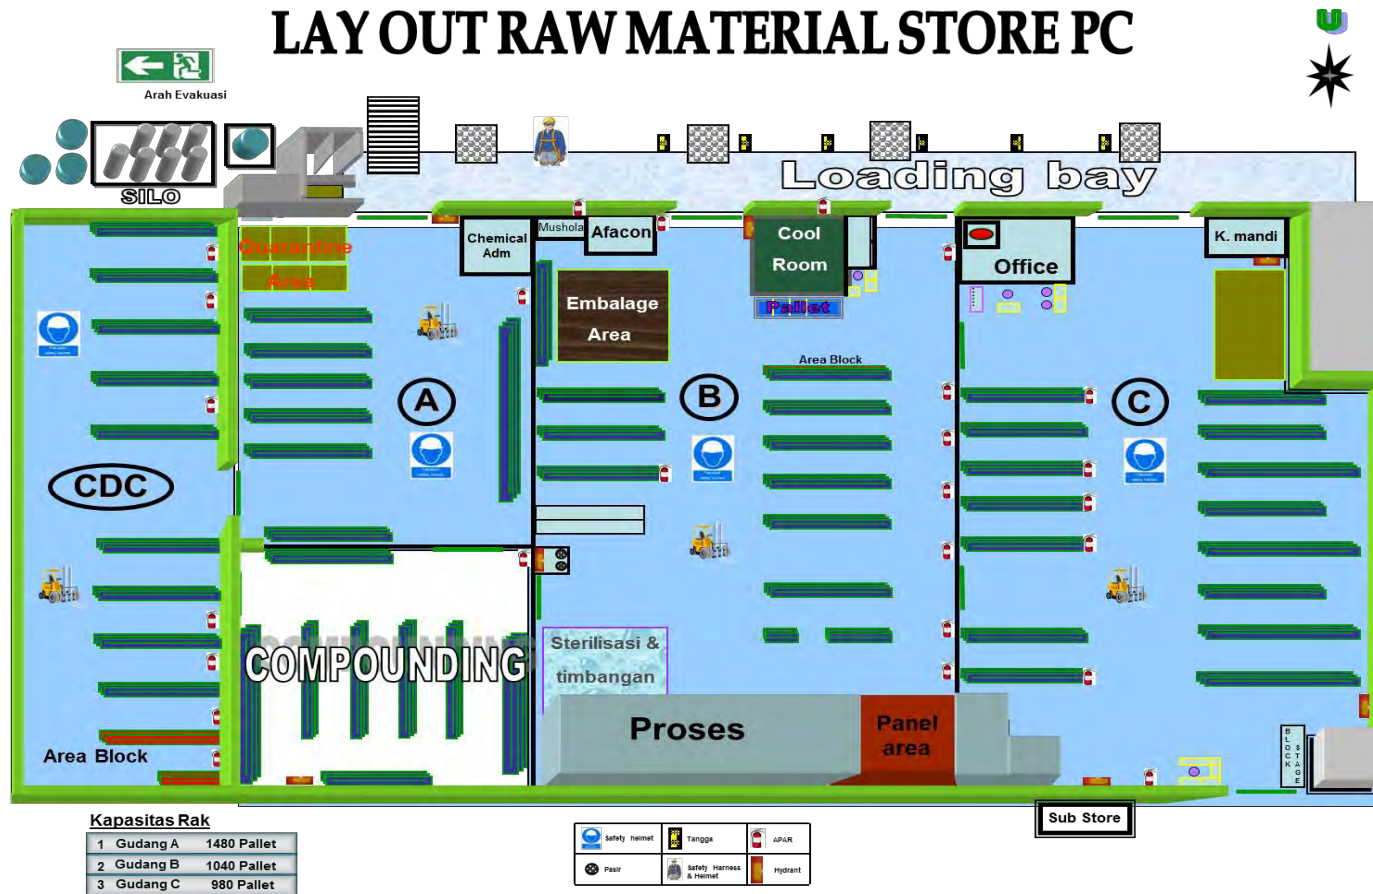 LAY OUT RAW MATERIAL STORE PC
Arah Evakuasi
SILO
Loading bay
Quarantine
Area
Chemical
Adm
Mushola
Afacon
Cool
Room
Pallet
Office
K. mandi
Embalage
Area
Area Block
A
B
C
CDC
COMPOUNDING
Sterilisasi &
timbangan
Proses
Panel
area
Area Block
BLOCK
STAGE
Sub Store
Kapasitas Rak
1 Gudang A 1480 Pallet
2 Gudang B 1040 Pallet
3 Gudang C 980 Pallet
Safety helmet
Tangga
APAR
Pasir
Safety Harness
& Helmet
Hydrant